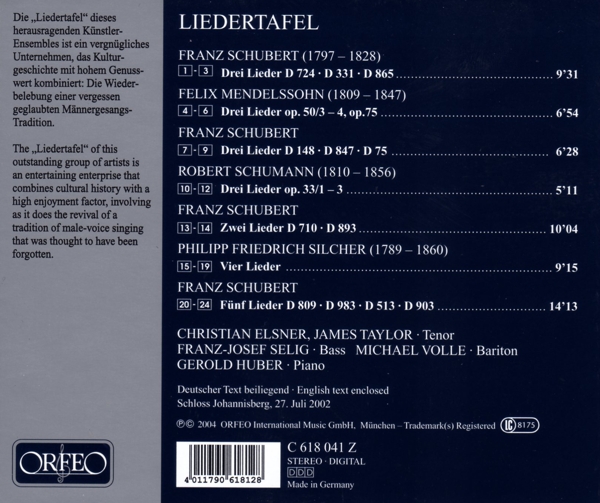 Die „Liedertafel“ dieses
herausragenden Künstler-
Ensembles ist ein vergnügliches
Unternehmen, das Kultur-
geschichte mit hohem Genuss-
wert kombiniert: Die Wieder-
belebung einer vergessen
geglaubten Männergesangs-
Tradition.
The „Liedertafel“ of this
outstanding group of artists is
an entertaining enterprise that
combines cultural history with a
high enjoyment factor, involving
as it does the revival of a
tradition of male-voice singing
that was thought to have been
forgotten.
ORFEO
LIEDERTAFEL
FRANZ SCHUBERT (1797 – 1828)
1 - 3 Drei Lieder D 724 · D 331 · D 865 9’31
FELIX MENDELSSOHN (1809 – 1847)
4 - 6 Drei Lieder op. 50/3 – 4, op.75 6’54
FRANZ SCHUBERT
7 - 9 Drei Lieder D 148 · D 847 · D 75 6’28
ROBERT SCHUMANN (1810 – 1856)
10 - 12 Drei Lieder op. 33/1 – 3 5’11
FRANZ SCHUBERT
13 - 14 Zwei Lieder D 710 · D 893 10’04
PHILIPP FRIEDRICH SILCHER (1789 – 1860)
15 - 19 Vier Lieder 9’15
FRANZ SCHUBERT
20 - 24 Fünf Lieder D 809 · D 983 · D 513 · D 903 14’13
CHRISTIAN ELSNER, JAMES TAYLOR · Tenor
FRANZ-JOSEF SELIG · Bass MICHAEL VOLLE · Bariton
GEROLD HUBER · Piano
Deutscher Text beiliegend · English text enclosed
Schloss Johannisberg, 27. Juli 2002
℗© 2004 ORFEO International Music GmbH, München – Trademark(s) Registered LC 8175
4 011790 618128
C 618 041 Z
STEREO · DIGITAL
DDD
Made in Germany